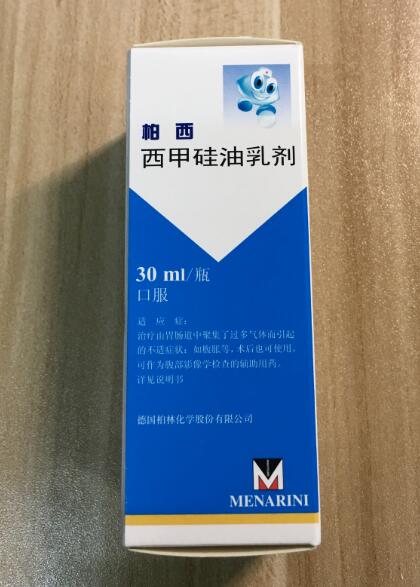 柏西
西甲硅油乳剂
30 ml/瓶
口服
适应症：
治疗由胃肠道中聚集了过多气体而引起
的不适症状：如腹胀等，术后也可使用。
可作为腹部影像学检查的辅助用药。
详见说明书
德国柏林化学股份有限公司
MENARINI